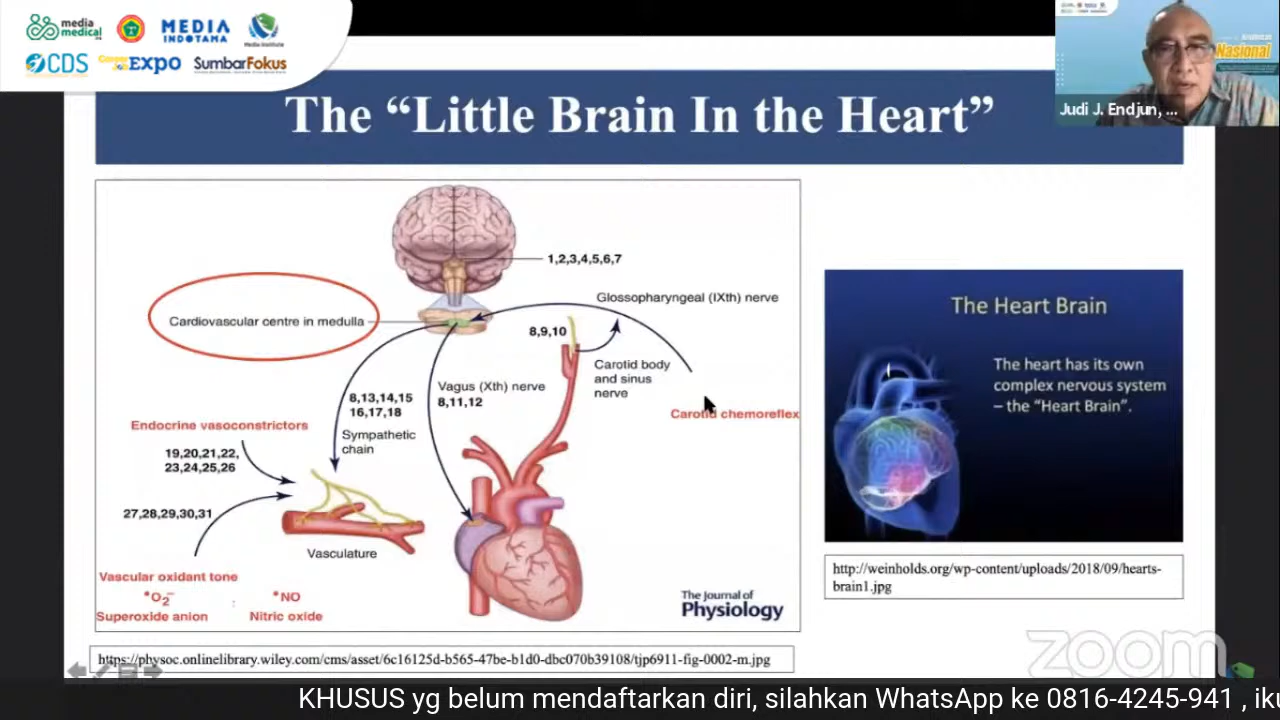 media
medical
MEDIA
INDOTAMA
Media Institute
CDS
Career
Expo
SumbarFokus
Nasional
Judi J. Endjun, ...
The “Little Brain In the Heart”
1,2,3,4,5,6,7
Glossopharyngeal (IXth) nerve
Cardiovascular centre in medulla
8,9,10
Carotid body
and sinus
nerve
Vagus (Xth) nerve
8,11,12
8,13,14,15
16,17,18
Sympathetic
chain
Carotid chemoreflex
Endocrine vasoconstrictors
19,20,21,22,
23,24,25,26
27,28,29,30,31
Vasculature
Vascular oxidant tone
•O2−
•NO
Superoxide anion
:
Nitric oxide
The Journal of
Physiology
https://physoc.onlinelibrary.wiley.com/cms/asset/6c16125d-b565-47be-b1d0-dbc070b39108/tjp6911-fig-0002-m.jpg
The Heart Brain
The heart has its own
complex nervous system
– the “Heart Brain”.
http://weinholds.org/wp-content/uploads/2018/09/hearts-
brain1.jpg
zoom
KHUSUS yg belum mendaftarkan diri, silahkan WhatsApp ke 0816-4245-941 , iku